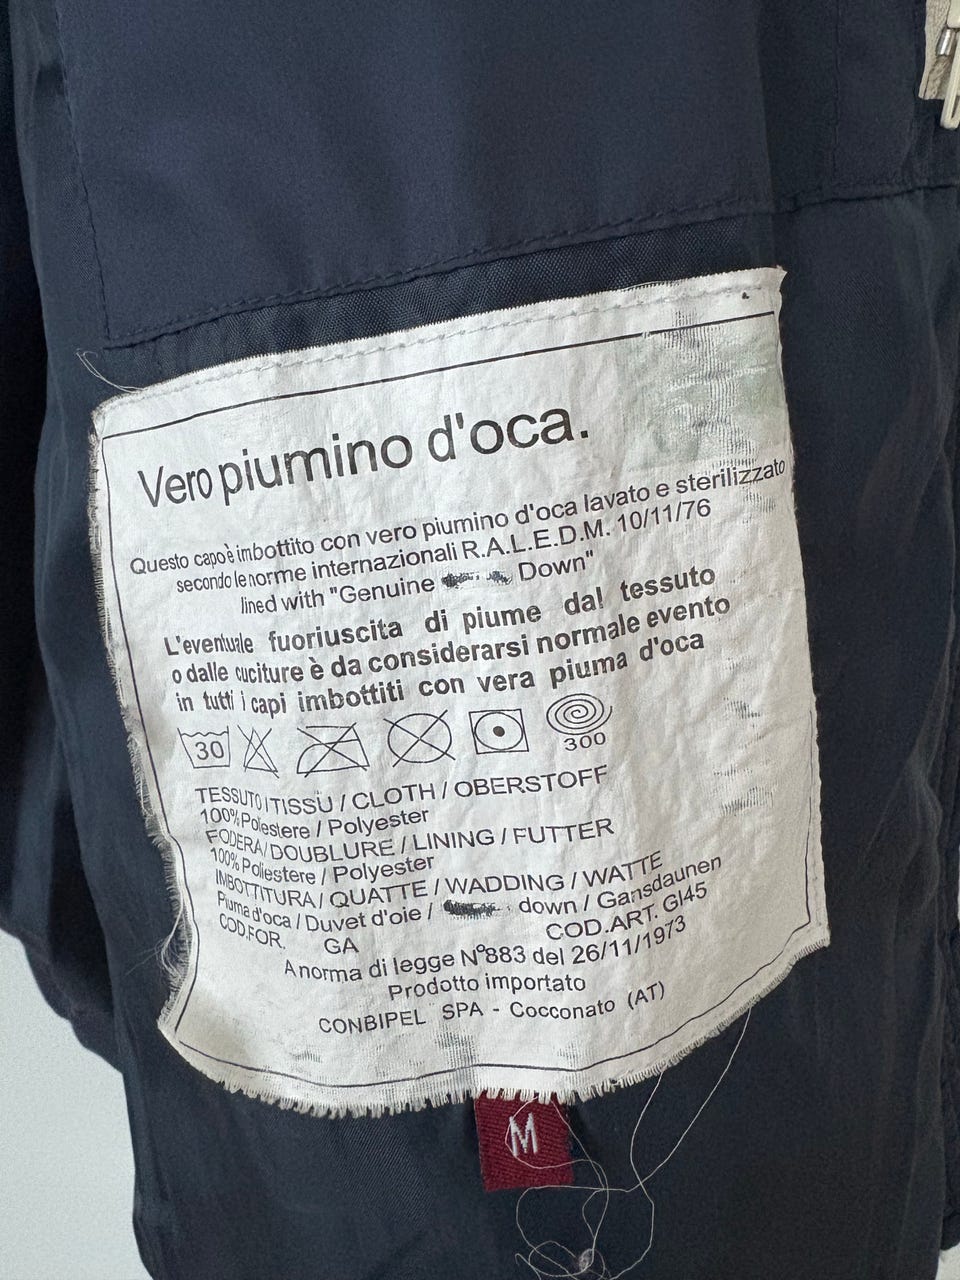 Vero piumino d'oca.
Questo capo è imbottito con vero piumino d'oca lavato e sterilizzato
secondo le norme internazionali R.A.L.E.D.M. 10/11/76
lined with "Genuine Down"
L'eventuale fuoriuscita di piume dal tessuto
o dalle cuciture è da considerarsi normale evento
in tutti i capi imbottiti con vera piuma d'oca
30
300
TESSUTO / TISSU / CLOTH / OBERSTOFF
100% Poliestere / Polyester
FODERA / DOUBLURE / LINING / FUTTER
100% Poliestere / Polyester
IMBOTTITURA / QUATTE / WADDING / WATTE
Piuma d'oca / Duvet d'oie / down / Gansdaunen
COD.FOR. GA COD.ART. GI45
A norma di legge N°883 del 26/11/1973
Prodotto importato
CONBIPEL SPA - Cocconato (AT)
M